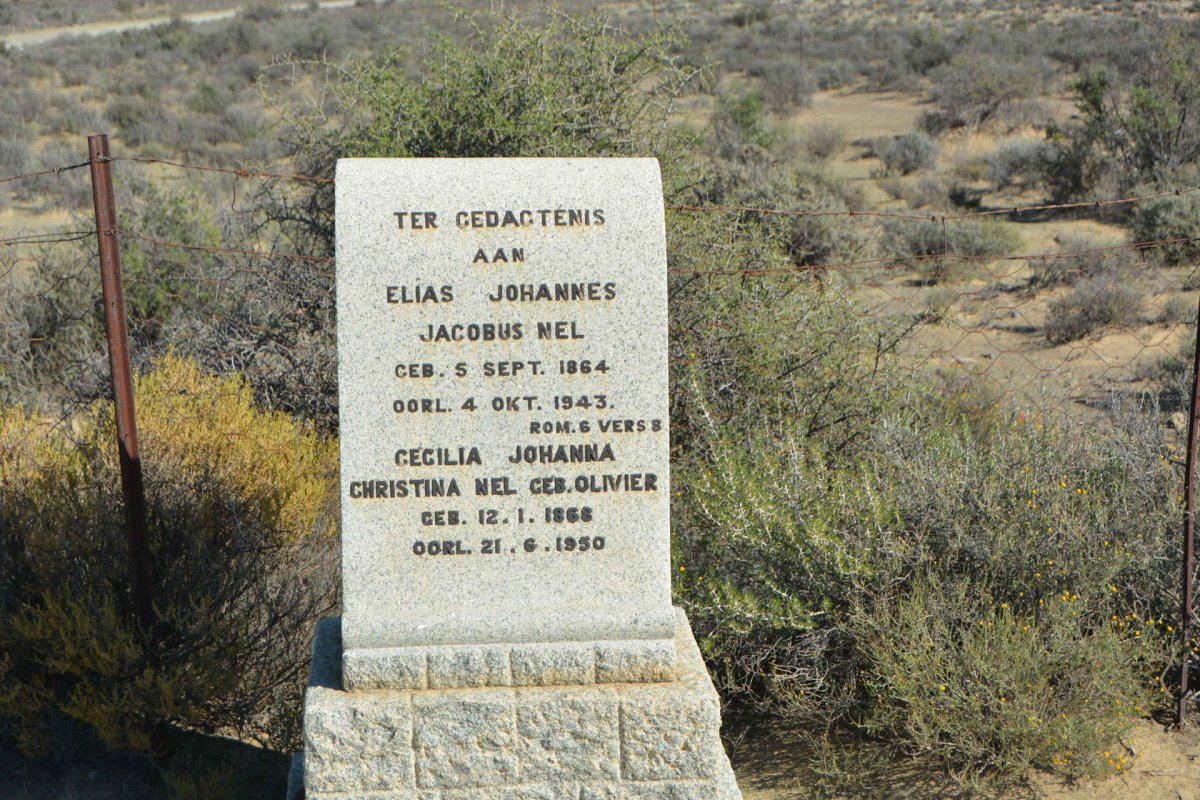 TER GEDAGTENIS
AAN
ELIAS JOHANNES
JACOBUS NEL
GEB. 5 SEPT. 1864
OORL. 4 OKT. 1943.
ROM. 6 VERS 8
CECILIA JOHANNA
CHRISTINA NEL GEB. OLIVIER
GEB. 12. 1. 1868
OORL. 21. 6. 1950